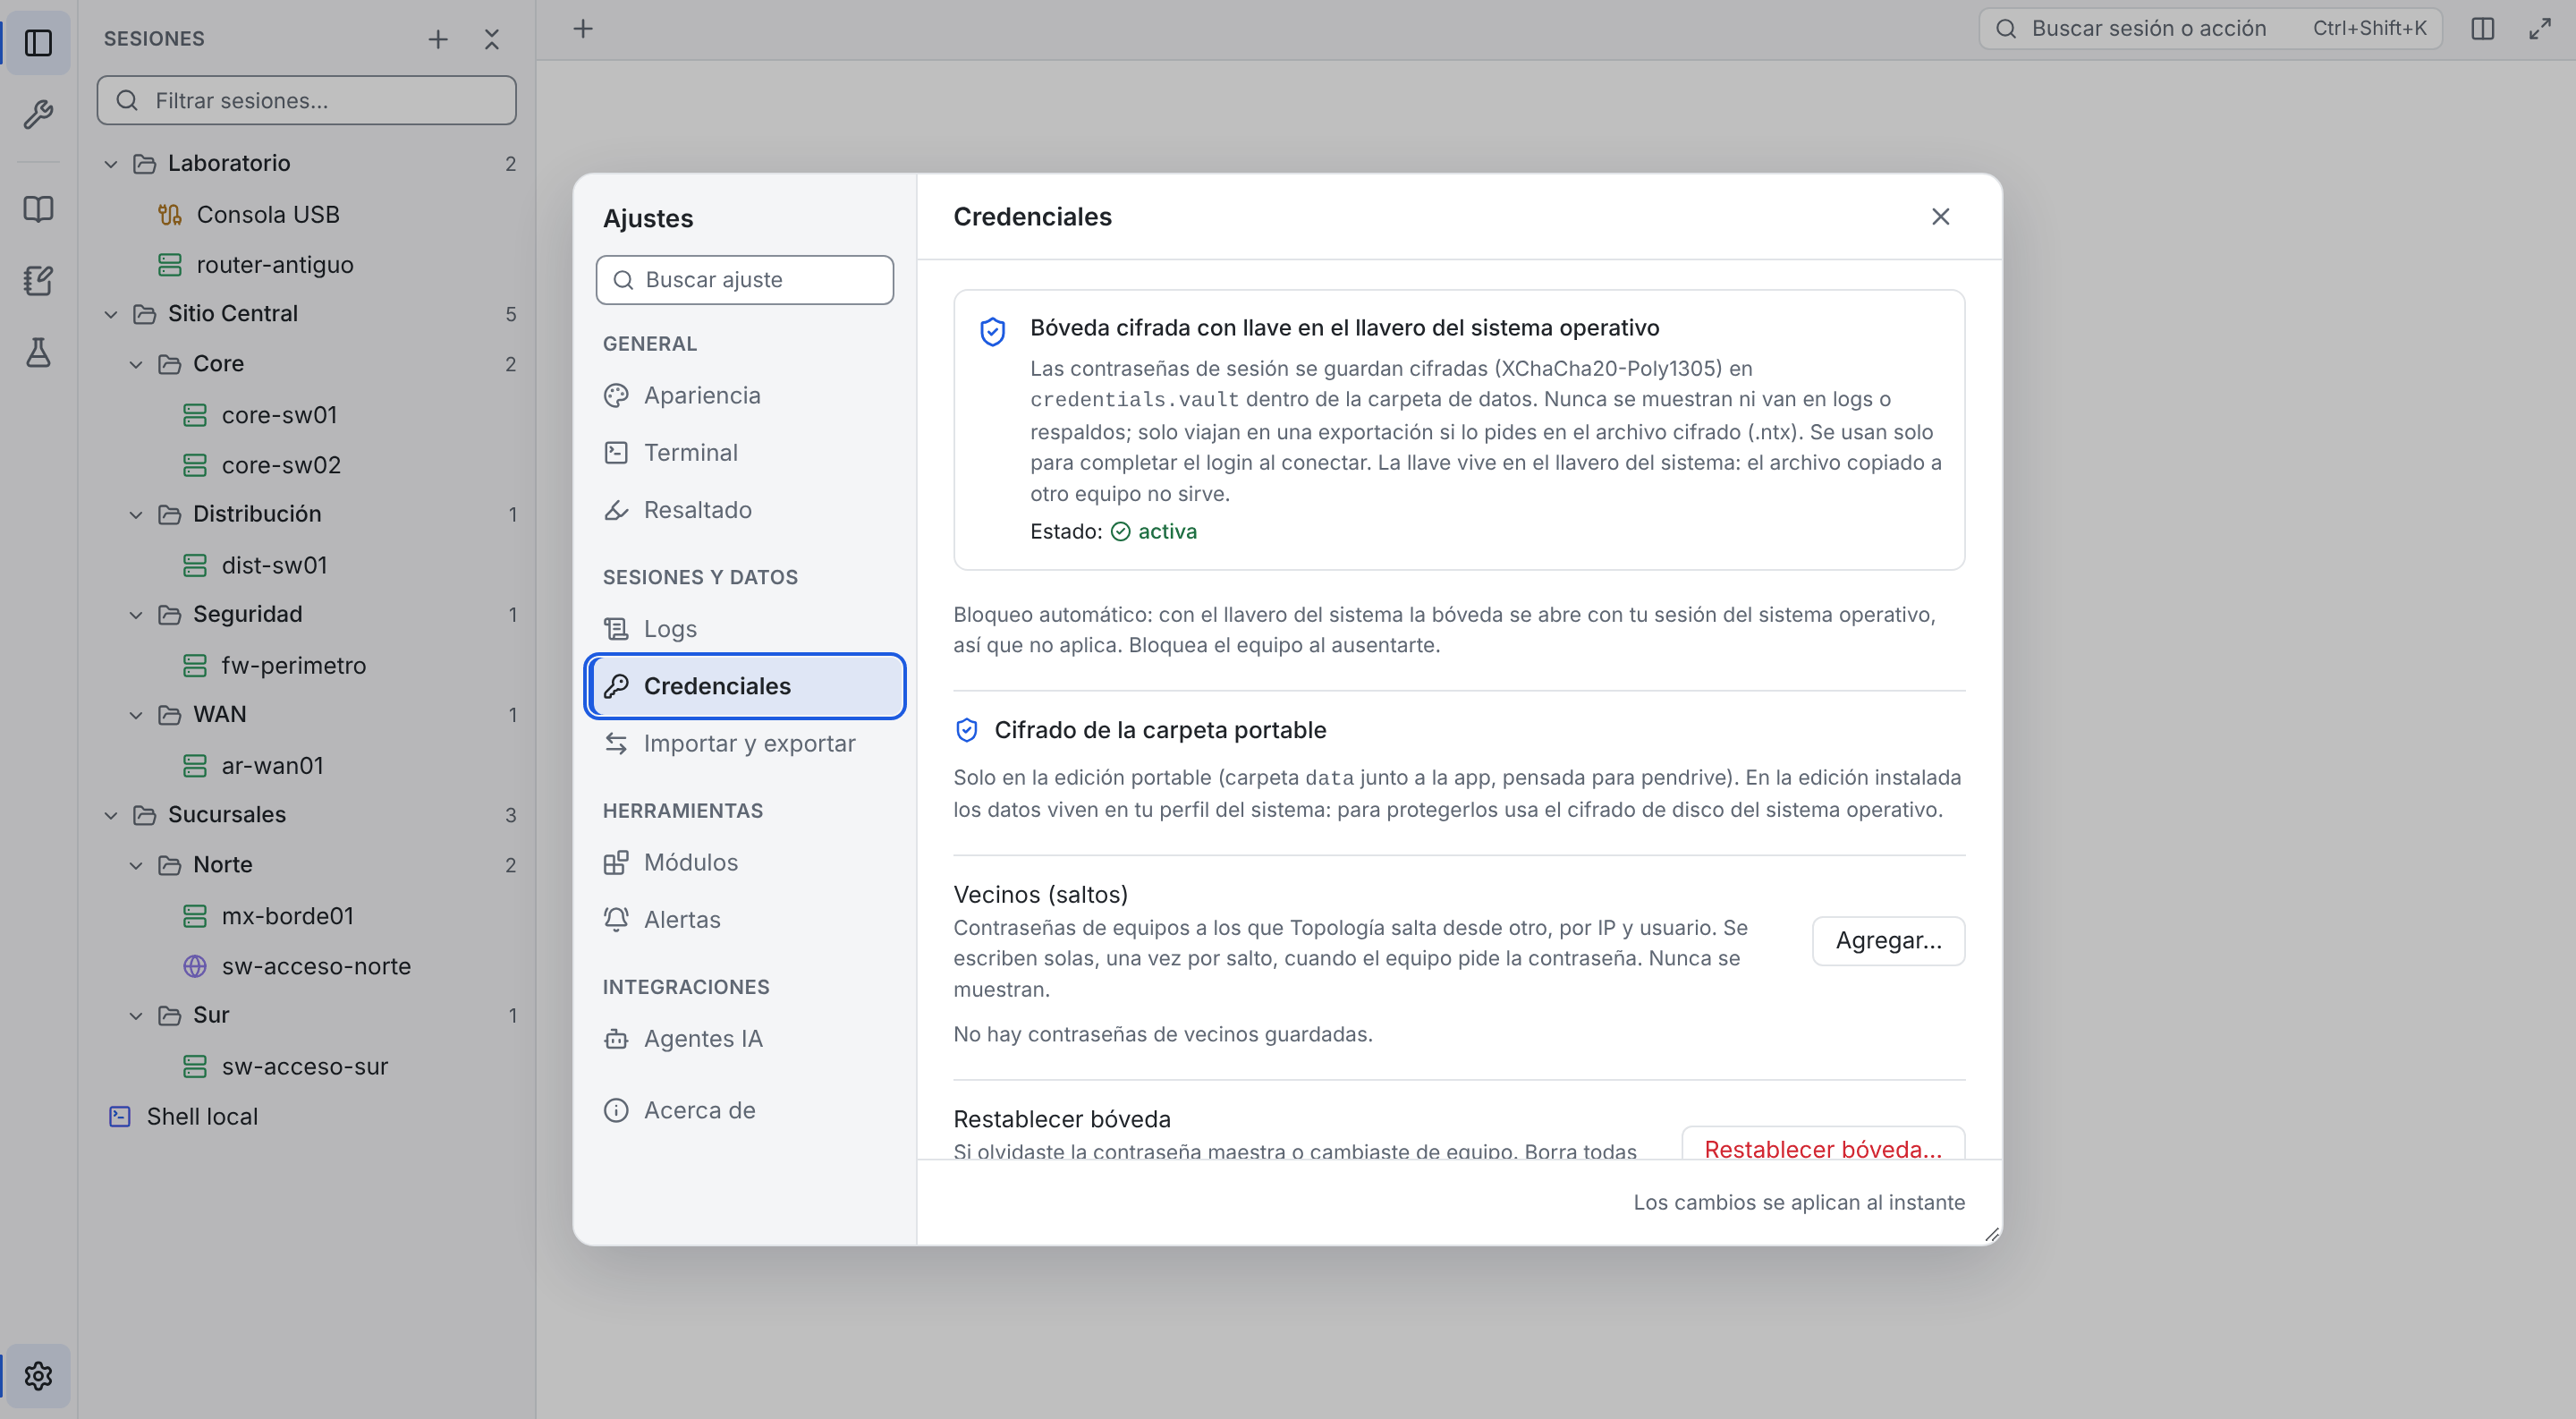 SESIONES
Filtrar sesiones...
Laboratorio 2
Consola USB
router-antiguo
Sitio Central 5
Core 2
core-sw01
core-sw02
Distribución 1
dist-sw01
Seguridad 1
fw-perimetro
WAN 1
ar-wan01
Sucursales 3
Norte 2
mx-borde01
sw-acceso-norte
Sur 1
sw-acceso-sur
Shell local
Buscar sesión o acción Ctrl+Shift+K
Ajustes
Buscar ajuste
GENERAL
Apariencia
Terminal
Resaltado
SESIONES Y DATOS
Logs
Credenciales
Importar y exportar
HERRAMIENTAS
Módulos
Alertas
INTEGRACIONES
Agentes IA
Acerca de
Credenciales
Bóveda cifrada con llave en el llavero del sistema operativo
Las contraseñas de sesión se guardan cifradas (XChaCha20-Poly1305) en
credentials.vault dentro de la carpeta de datos. Nunca se muestran ni van en logs o
respaldos; solo viajan en una exportación si lo pides en el archivo cifrado (.ntx). Se usan solo
para completar el login al conectar. La llave vive en el llavero del sistema: el archivo copiado a
otro equipo no sirve.
Estado: activa
Bloqueo automático: con el llavero del sistema la bóveda se abre con tu sesión del sistema operativo,
así que no aplica. Bloquea el equipo al ausentarte.
Cifrado de la carpeta portable
Solo en la edición portable (carpeta data junto a la app, pensada para pendrive). En la edición instalada
los datos viven en tu perfil del sistema: para protegerlos usa el cifrado de disco del sistema operativo.
Vecinos (saltos)
Contraseñas de equipos a los que Topología salta desde otro, por IP y usuario. Se
escriben solas, una vez por salto, cuando el equipo pide la contraseña. Nunca se
muestran.
Agregar...
No hay contraseñas de vecinos guardadas.
Restablecer bóveda
Si olvidaste la contraseña maestra o cambiaste de equipo. Borra todas
Restablecer bóveda...
Los cambios se aplican al instante